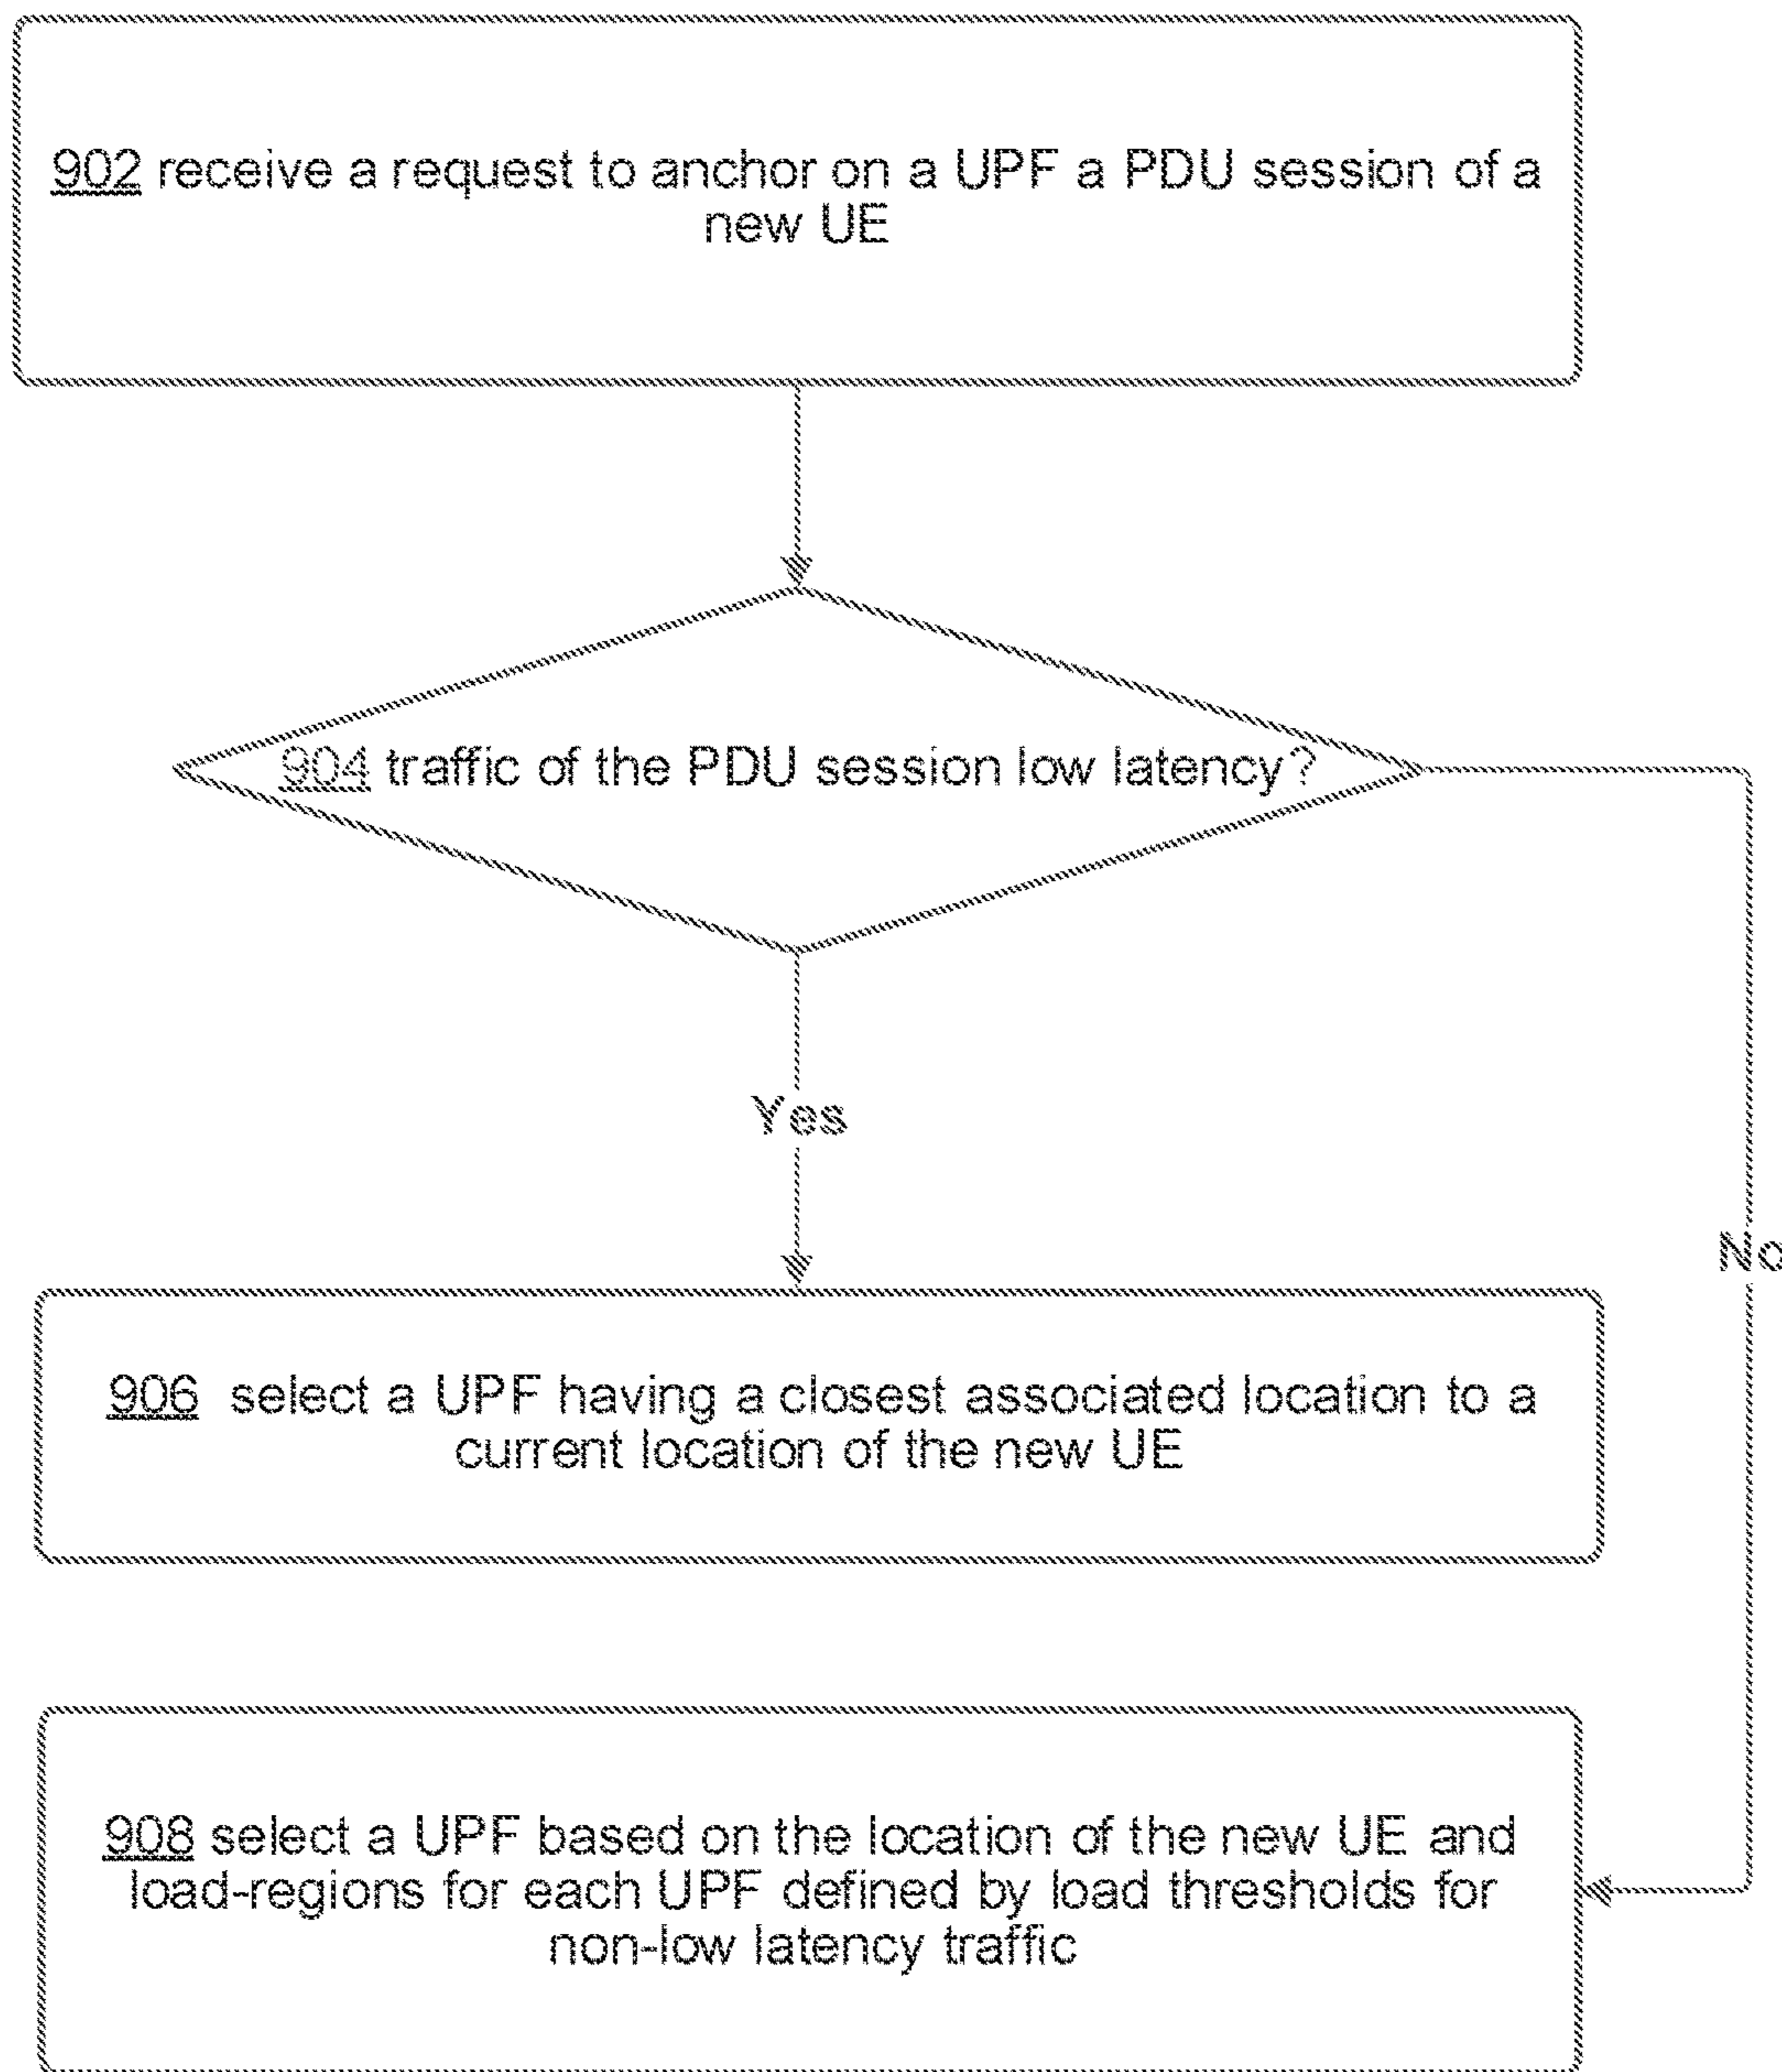 902 receive a request to anchor on a UPF a PDU session of a
new UE
904 traffic of the PDU session low latency?
Yes
No
906 select a UPF having a closest associated location to a
current location of the new UE
908 select a UPF based on the location of the new UE and
load-regions for each UPF defined by load thresholds for
non-low latency traffic